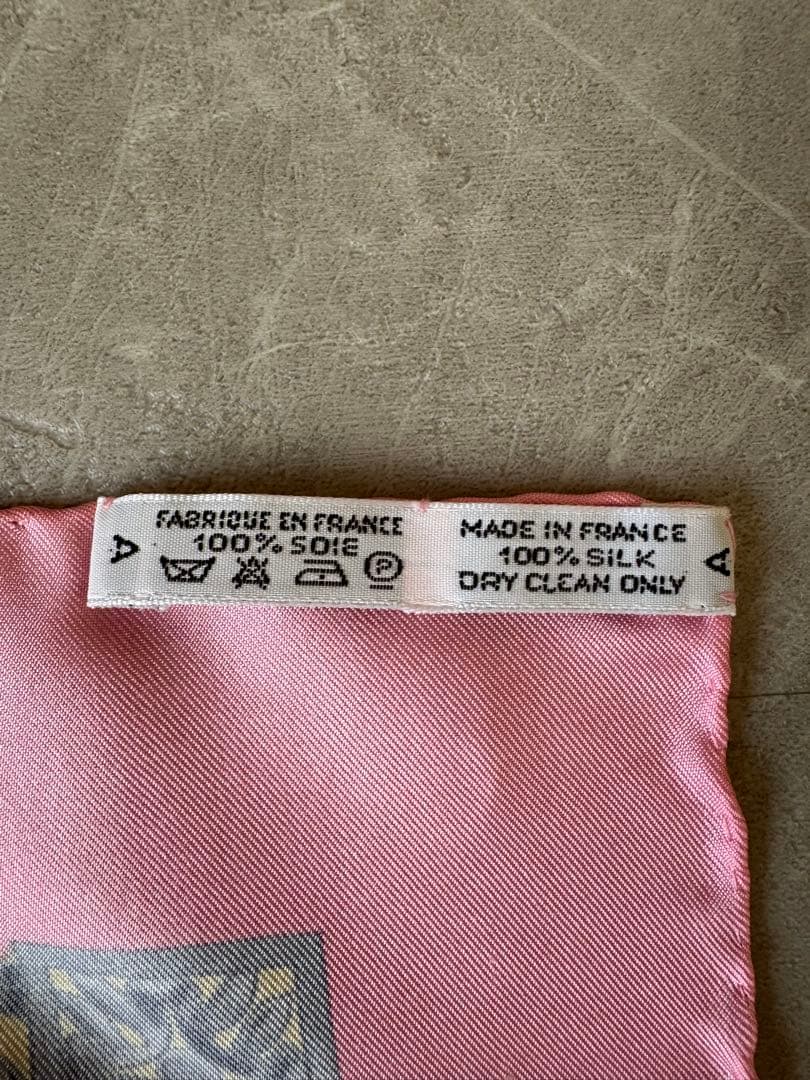 A
FABRIQUE EN FRANCE
100% SOIE
P
MADE IN FRANCE
100% SILK
DRY CLEAN ONLY
A